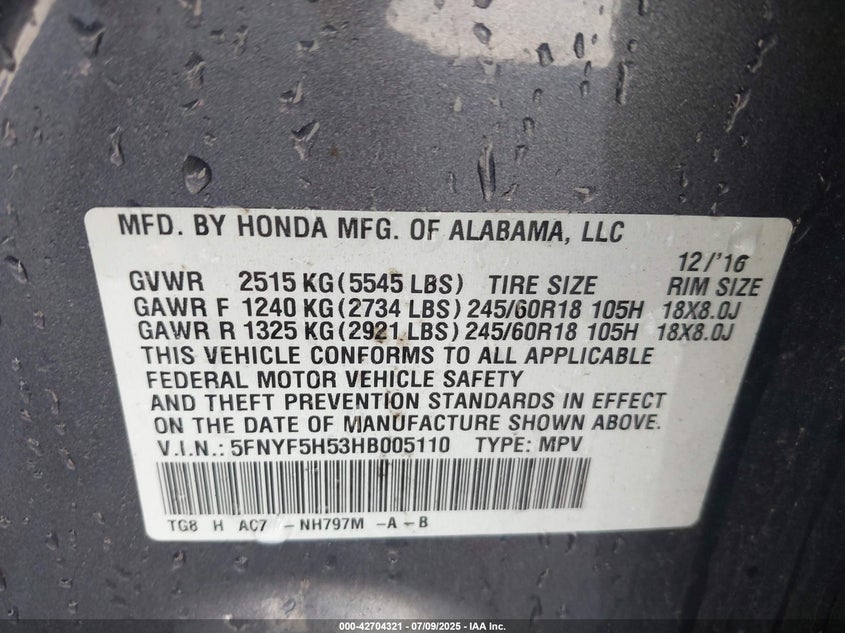 MFD. BY HONDA MFG. OF ALABAMA, LLC
12/'16
GVWR 2515 KG (5545 LBS) TIRE SIZE RIM SIZE
GAWR F 1240 KG (2734 LBS) 245/60R18 105H 18X8.0J
GAWR R 1325 KG (2921 LBS) 245/60R18 105H 18X8.0J
THIS VEHICLE CONFORMS TO ALL APPLICABLE
FEDERAL MOTOR VEHICLE SAFETY
AND THEFT PREVENTION STANDARDS IN EFFECT
ON THE DATE OF MANUFACTURE SHOWN ABOVE.
V.I.N.: 5FNYF5H53HB005110 TYPE: MPV
TG8 H AC7 -NH797M -A -B
000-42704321 - 07/09/2025 - IAA Inc.